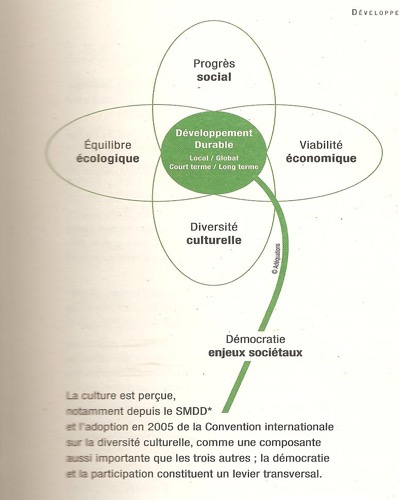 DÉVELOPPE
Progrès
social
Équilibre
écologique
Développement
Durable
Local / Global
Court terme / Long terme
Viabilité
économique
Diversité
culturelle
© Adéquations
Démocratie
enjeux sociétaux
La culture est perçue,
notamment depuis le SMDD*
et l'adoption en 2005 de la Convention internationale
sur la diversité culturelle, comme une composante
aussi importante que les trois autres ; la démocratie
et la participation constituent un levier transversal.